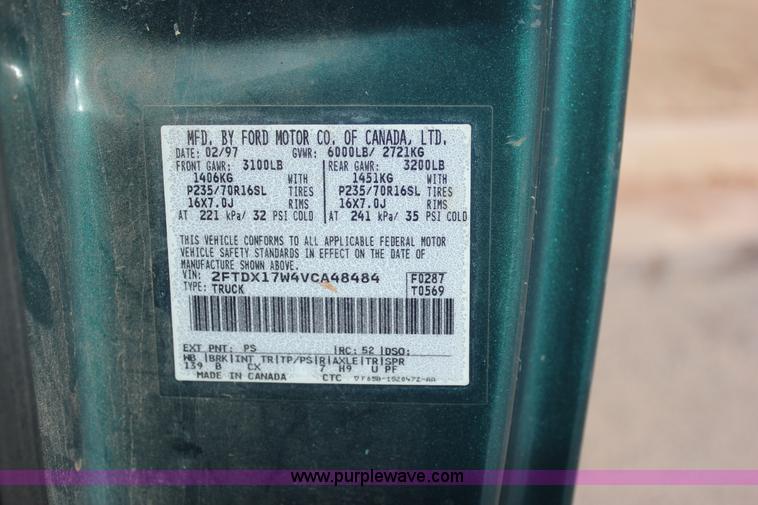 MFD. BY FORD MOTOR CO. OF CANADA, LTD.
DATE: 02/97 GVWR: 6000LB/ 2721KG
FRONT GAWR: 3100LB REAR GAWR: 3200LB
1406KG WITH 1451KG WITH
P235/70R16SL TIRES P235/70R16SL TIRES
16X7.0J RIMS 16X7.0J RIMS
AT 221 kPa/ 32 PSI COLD AT 241 kPa/ 35 PSI COLD
THIS VEHICLE CONFORMS TO ALL APPLICABLE FEDERAL MOTOR
VEHICLE SAFETY STANDARDS IN EFFECT ON THE DATE OF
MANUFACTURE SHOWN ABOVE.
VIN: 2FTDX17W4VCA48484 F0287
TYPE: TRUCK T0569
EXT PNT: PS RC: 52 DSO:
WB BRK INT TR TP/PS R AXLE TR SPR
139 B CX 7 H9 U PF
MADE IN CANADA CTC
www.purplewave.com